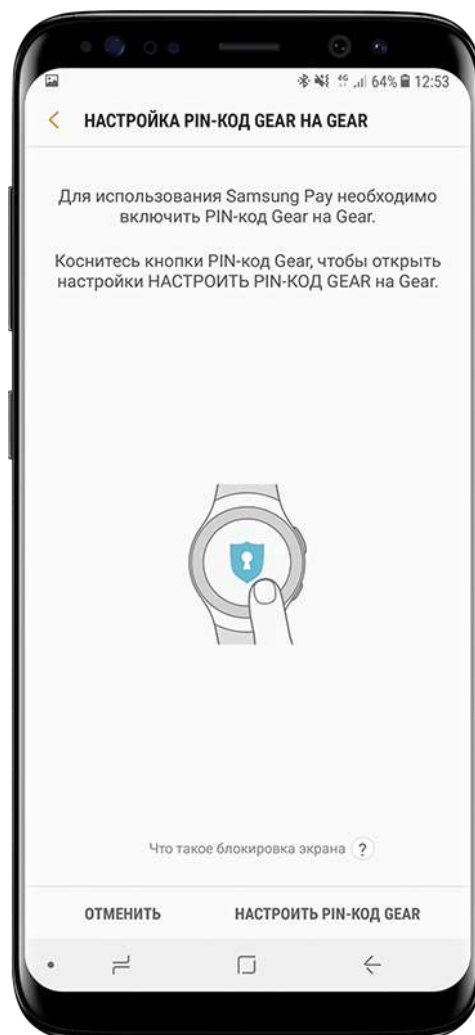 4G 64% 12:53
НАСТРОЙКА PIN-КОД GEAR НА GEAR
Для использования Samsung Pay необходимо
включить PIN-код Gear на Gear.
Коснитесь кнопки PIN-код Gear, чтобы открыть
настройки НАСТРОИТЬ PIN-КОД GEAR на Gear.
Что такое блокировка экрана ?
ОТМЕНИТЬ НАСТРОИТЬ PIN-КОД GEAR